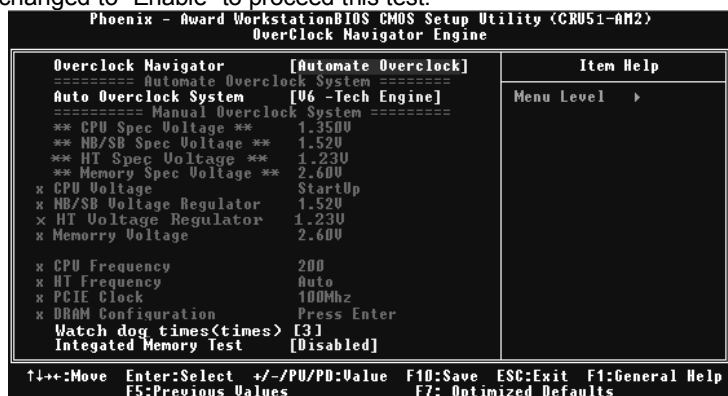 changed to "Enable" to proceed this test.
Phoenix - Award WorkstationBIOS CMOS Setup Utility (CRU51-AM2)
OverClock Navigator Engine
Overclock Navigator [Automate Overclock] Item Help
========= Automate Overclock System ========
Auto Overclock System [V6 -Tech Engine] Menu Level ▸
========== Manual Overclock System =========
** CPU Spec Voltage ** 1.350V
** NB/SB Spec Voltage ** 1.52V
** HT Spec Voltage ** 1.23V
** Memory Spec Voltage ** 2.60V
x CPU Voltage StartUp
x NB/SB Voltage Regulator 1.52V
x HT Voltage Regulator 1.23V
x Memorry Voltage 2.60V
x CPU Frequency 200
x HT Frequency Auto
x PCIE Clock 100Mhz
x DRAM Configuration Press Enter
Watch dog times(times) [3]
Integated Memory Test [Disabled]
↑↓→←:Move Enter:Select +/-/PU/PD:Value F10:Save ESC:Exit F1:General Help
F5:Previous Values F7: Optimized Defaults